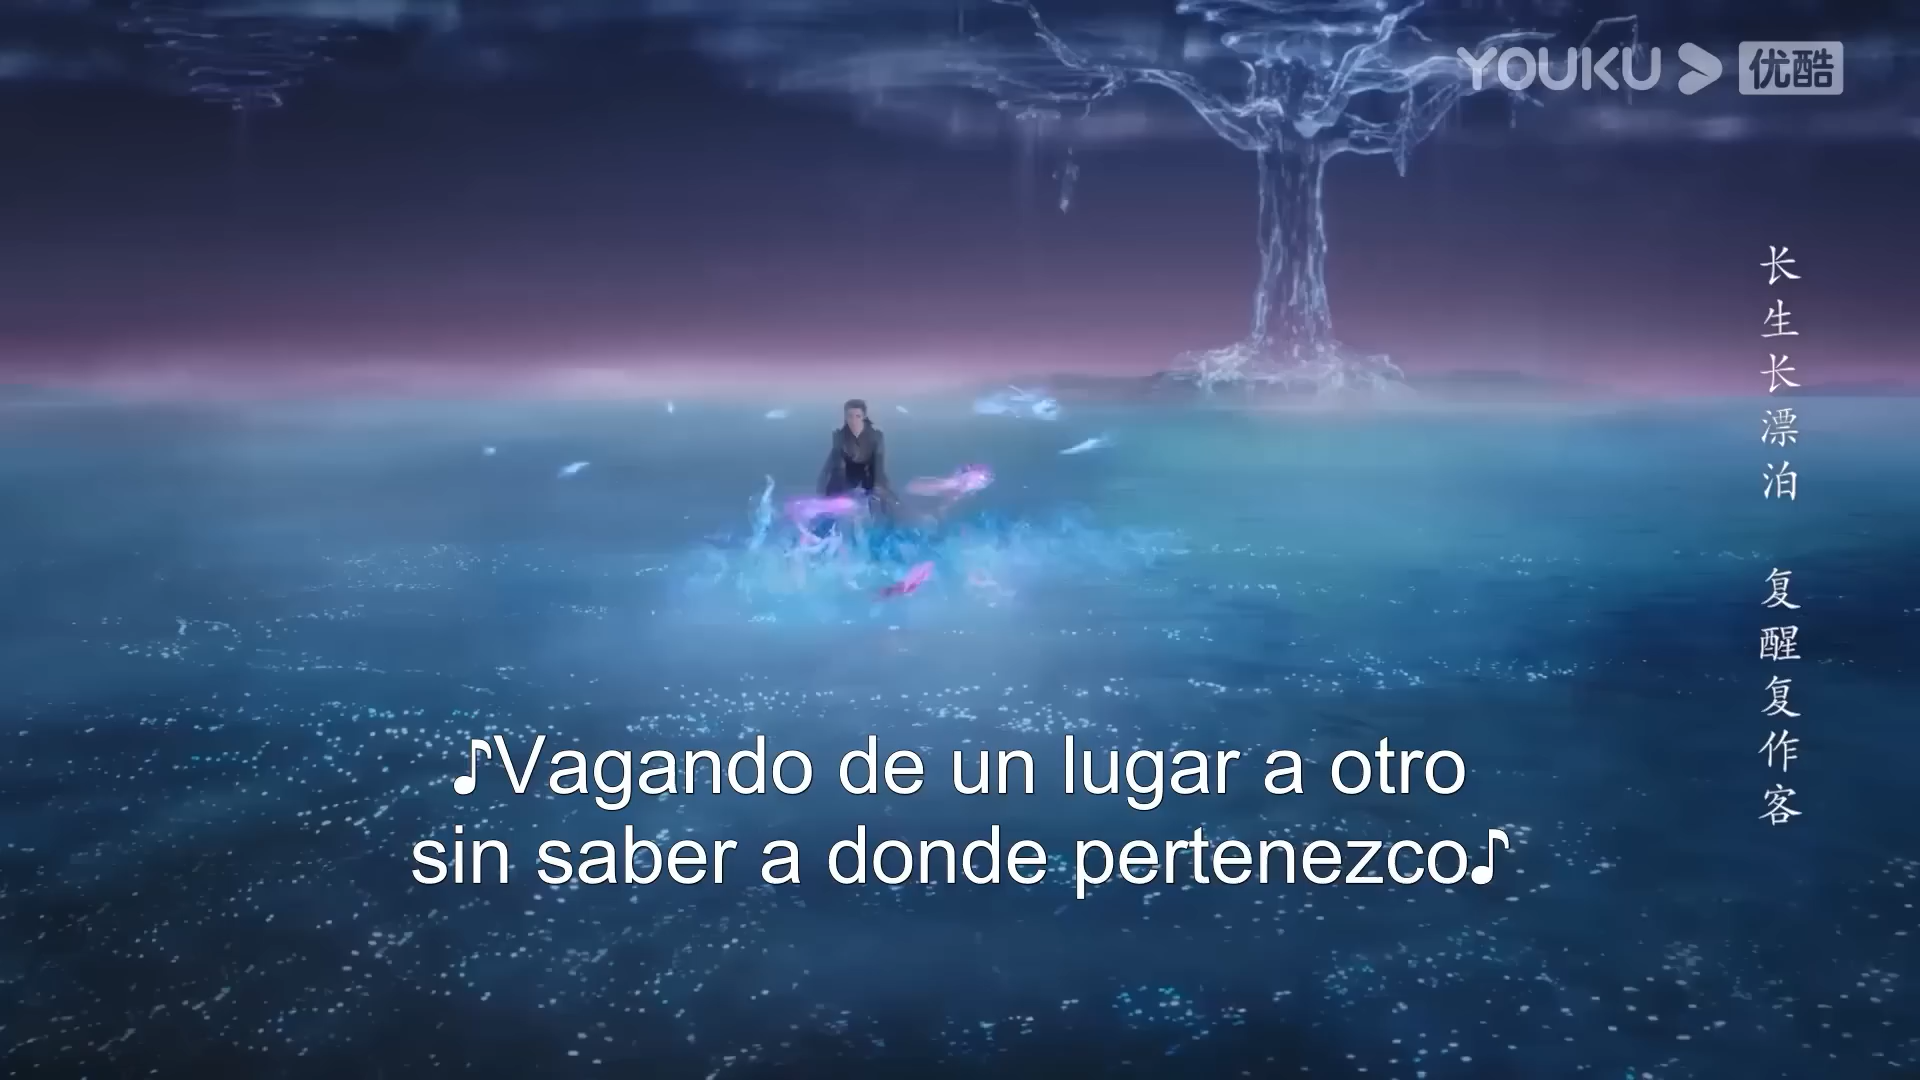 YOUKU 优酷
长生长漂泊 复醒复作客
♪Vagando de un lugar a otro
sin saber a donde pertenezco♪